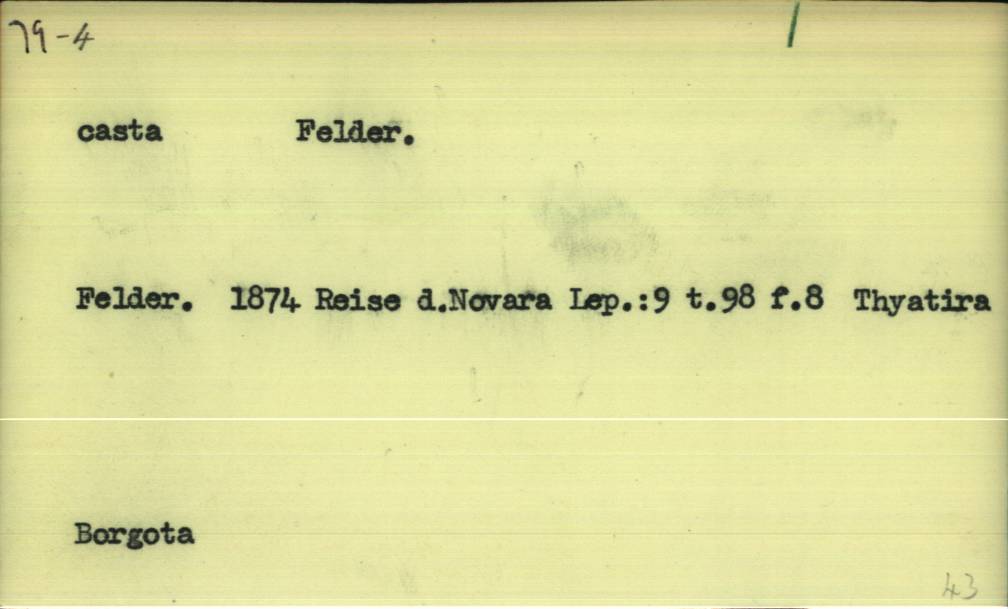 79-4
casta Felder.
Felder. 1874 Reise d.Novara Lep.:9 t.98 f.8 Thyatira
Borgota
43